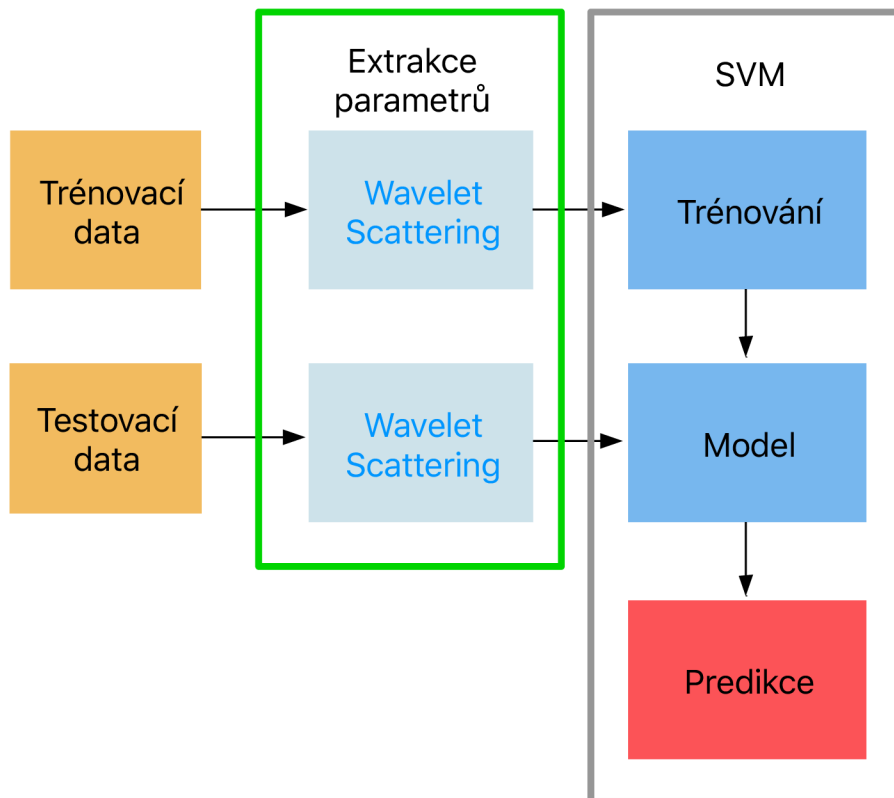 Extrakce
parametrů
SVM
Trénovací
data
Wavelet
Scattering
Trénování
Testovací
data
Wavelet
Scattering
Model
Predikce